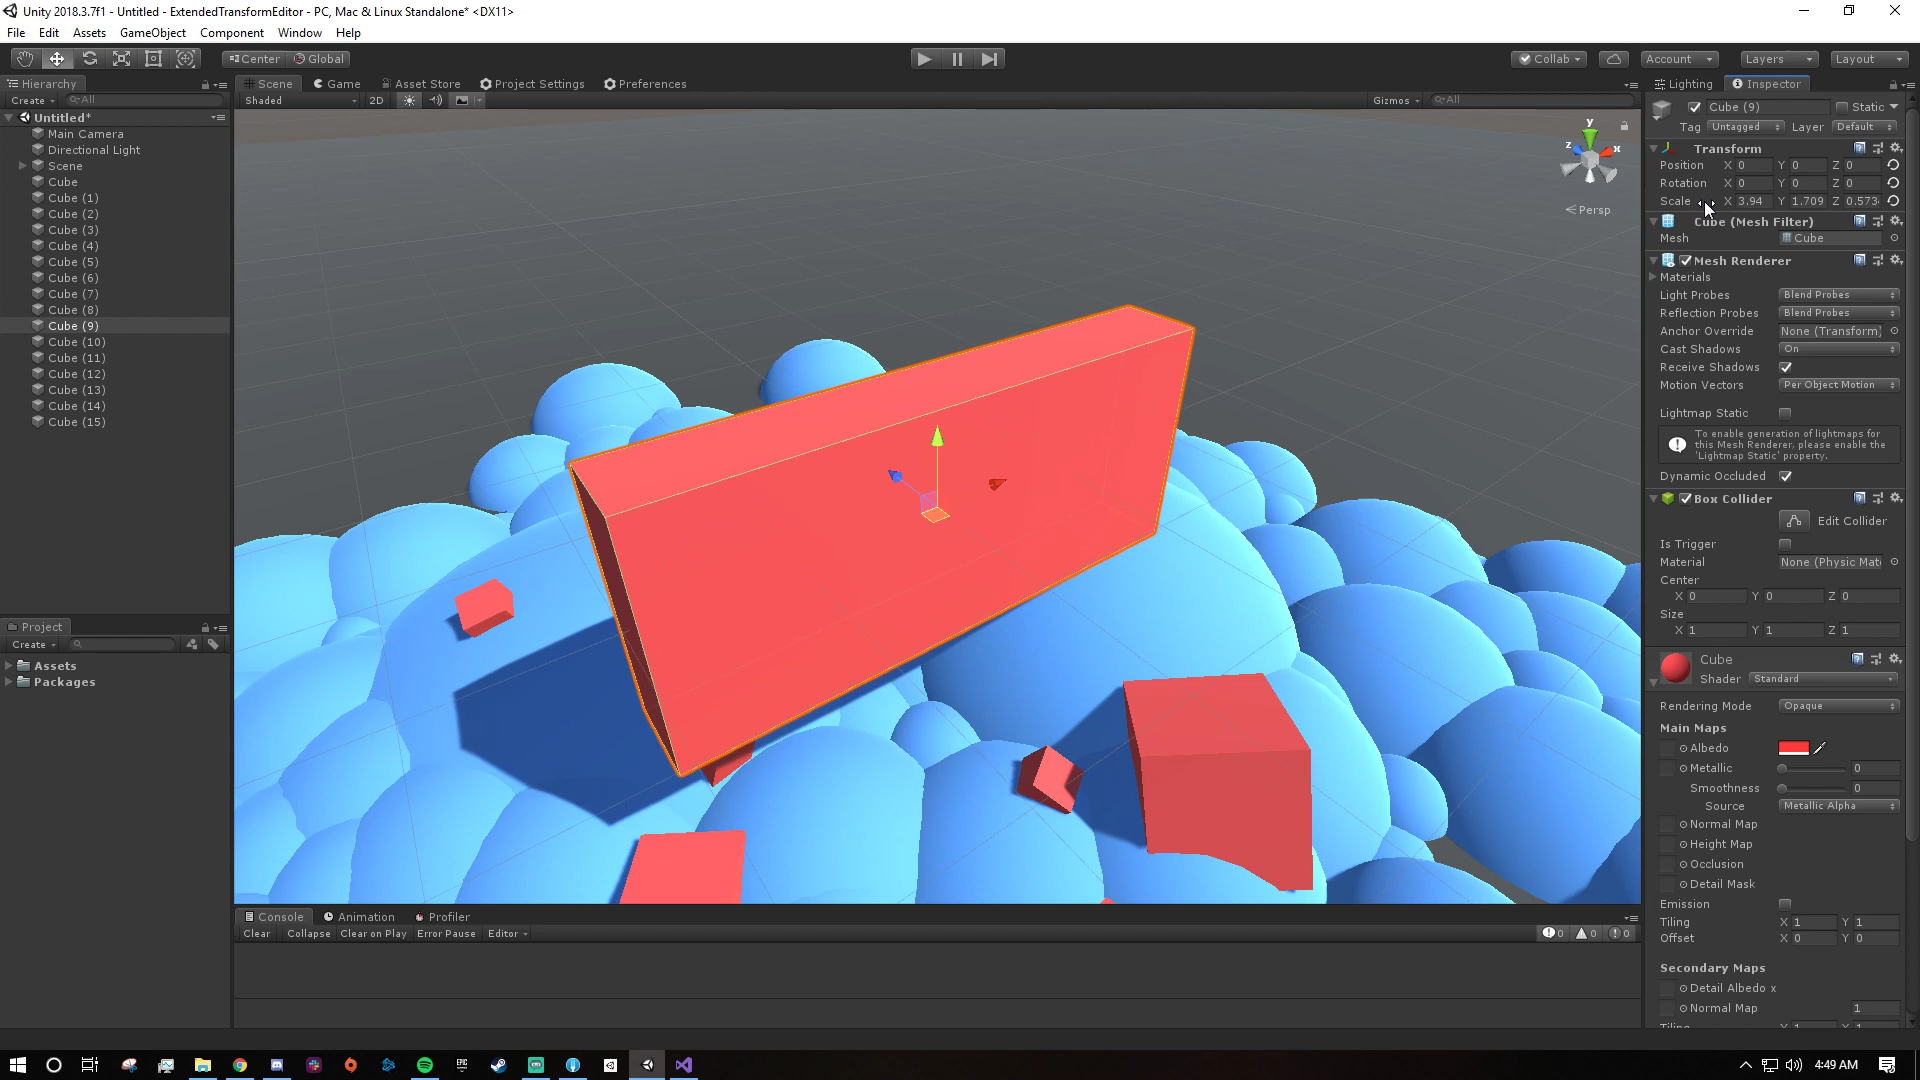 Unity 2018.3.7f1 - Untitled - ExtendedTransformEditor - PC, Mac & Linux Standalone* <DX11>
File Edit Assets GameObject Component Window Help
Center Global
Collab Account Layers Layout
Hierarchy
Create All
Untitled*
Main Camera
Directional Light
Scene
Cube
Cube (1)
Cube (2)
Cube (3)
Cube (4)
Cube (5)
Cube (6)
Cube (7)
Cube (8)
Cube (9)
Cube (10)
Cube (11)
Cube (12)
Cube (13)
Cube (14)
Cube (15)
Project
Create
Assets
Packages
Scene Game Asset Store Project Settings Preferences
Shaded 2D Gizmos All
y
z x
Persp
Console Animation Profiler
Clear Collapse Clear on Play Error Pause Editor 0 0 0
Lighting Inspector
Cube (9) Static
Tag Untagged Layer Default
Transform
Position X 0 Y 0 Z 0
Rotation X 0 Y 0 Z 0
Scale X 3.94 Y 1.709 Z 0.573
Cube (Mesh Filter)
Mesh Cube
Mesh Renderer
Materials
Light Probes Blend Probes
Reflection Probes Blend Probes
Anchor Override None (Transform)
Cast Shadows On
Receive Shadows
Motion Vectors Per Object Motion
Lightmap Static
To enable generation of lightmaps for
this Mesh Renderer, please enable the
'Lightmap Static' property.
Dynamic Occluded
Box Collider
Edit Collider
Is Trigger
Material None (Physic Mat
Center
X 0 Y 0 Z 0
Size
X 1 Y 1 Z 1
Cube
Shader Standard
Rendering Mode Opaque
Main Maps
Albedo
Metallic 0
Smoothness 0
Source Metallic Alpha
Normal Map
Height Map
Occlusion
Detail Mask
Emission
Tiling X 1 Y 1
Offset X 0 Y 0
Secondary Maps
Detail Albedo x
Normal Map 1
Tiling X 1 Y 1
EPIC
4:49 AM